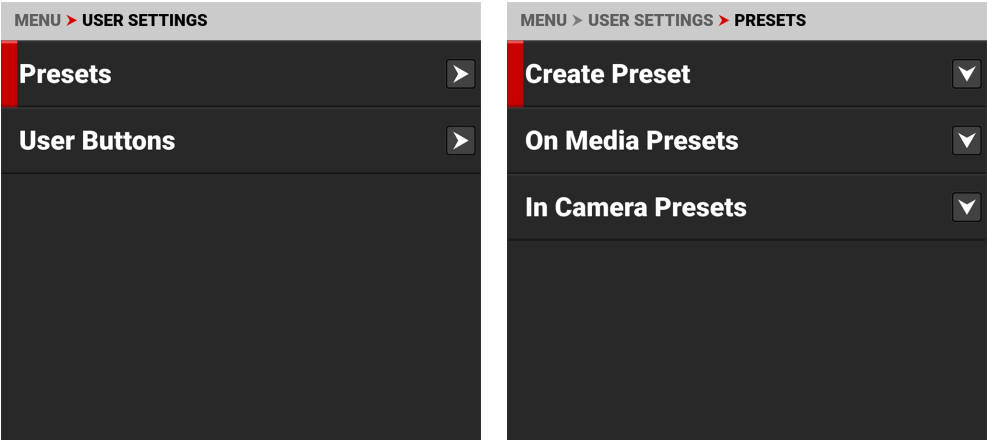 MENU USER SETTINGS
Presets
User Buttons
MENU USER SETTINGS PRESETS
Create Preset
On Media Presets
In Camera Presets